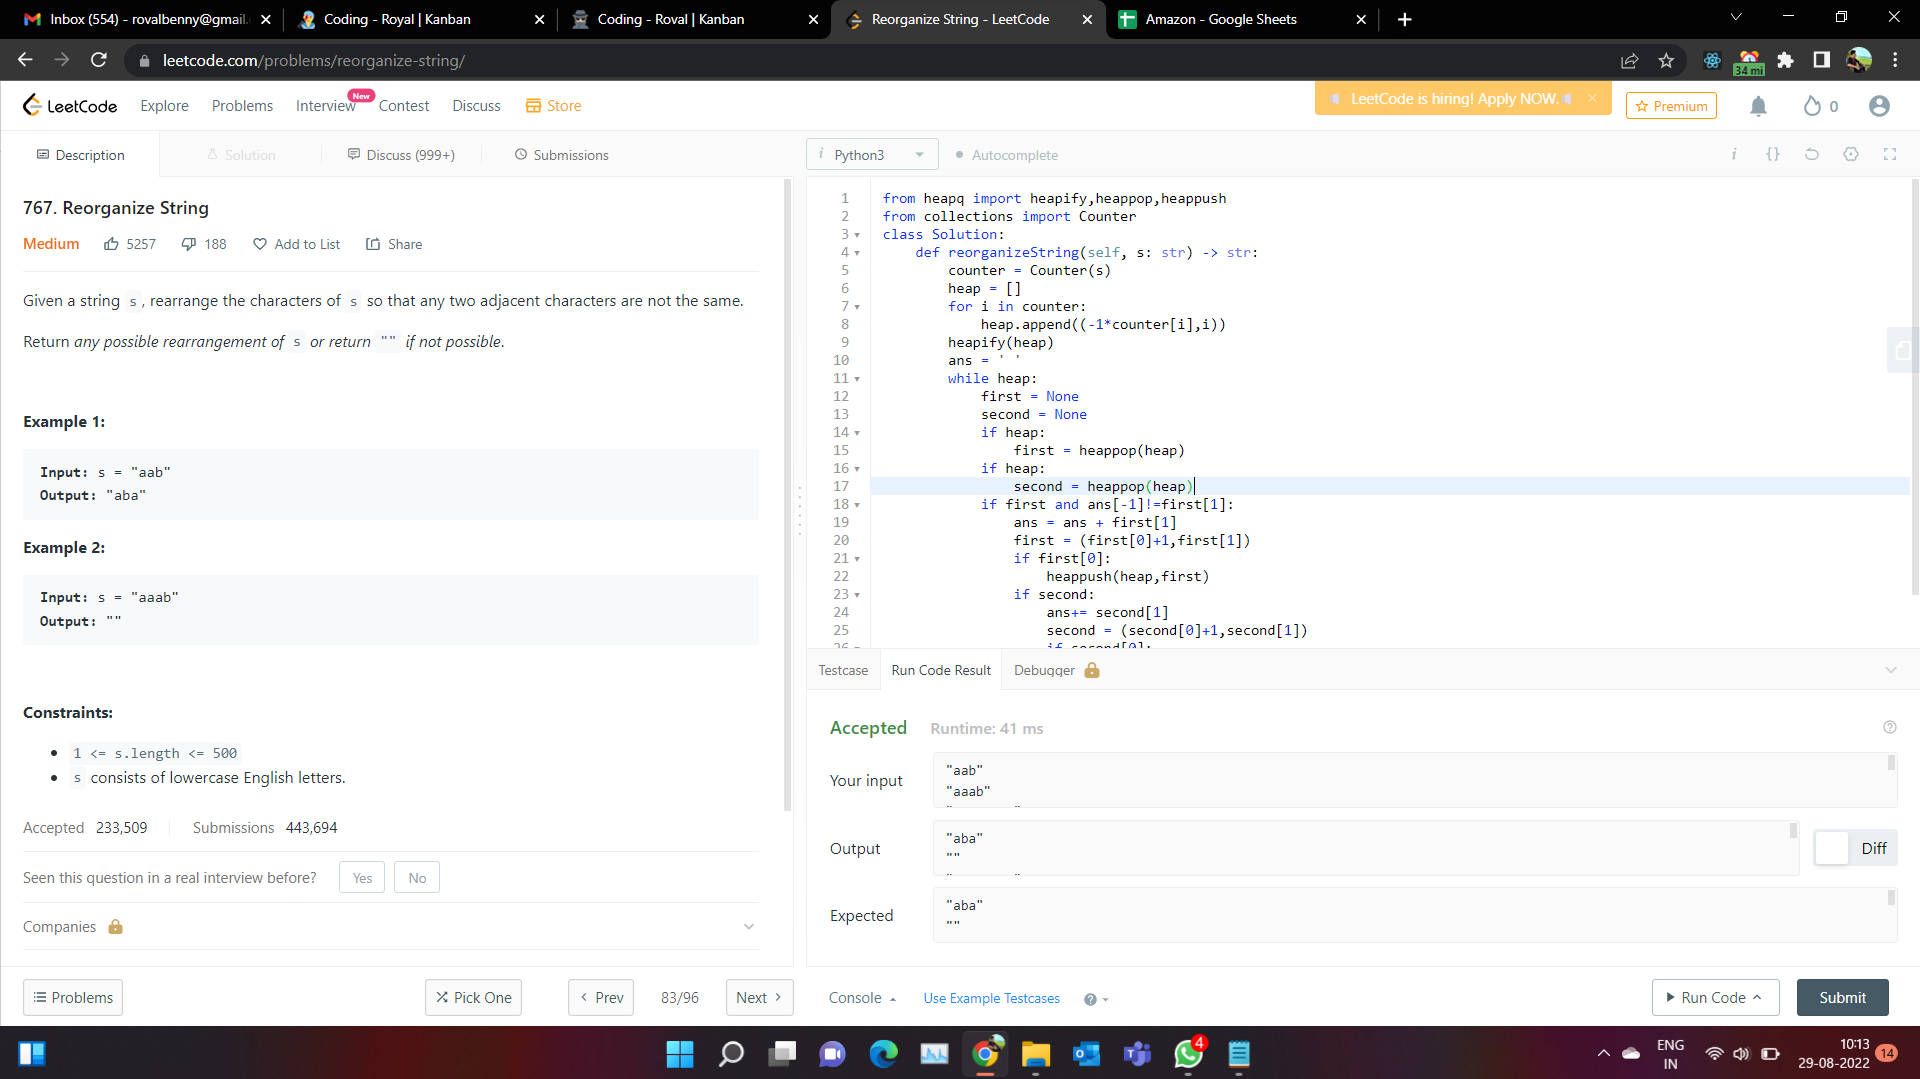 Inbox (554) - rovalbenny@gmail.
Coding - Royal | Kanban
Coding - Roval | Kanban
Reorganize String - LeetCode
Amazon - Google Sheets
leetcode.com/problems/reorganize-string/
34 mi
LeetCode
Explore
Problems
Interview
New
Contest
Discuss
Store
LeetCode is hiring! Apply NOW.
Premium
0
Description
Solution
Discuss (999+)
Submissions
i Python3
Autocomplete
767. Reorganize String
Medium
5257
188
Add to List
Share
Given a string s, rearrange the characters of s so that any two adjacent characters are not the same.
Return any possible rearrangement of s or return "" if not possible.
Example 1:
Input: s = "aab"
Output: "aba"
Example 2:
Input: s = "aaab"
Output: ""
Constraints:
1 <= s.length <= 500
s consists of lowercase English letters.
Accepted 233,509
Submissions 443,694
Seen this question in a real interview before?
Yes
No
Companies
Problems
Pick One
Prev
83/96
Next
1 from heapq import heapify,heappop,heappush
2 from collections import Counter
3 class Solution:
4 def reorganizeString(self, s: str) -> str:
5 counter = Counter(s)
6 heap = []
7 for i in counter:
8 heap.append((-1*counter[i],i))
9 heapify(heap)
10 ans = ' '
11 while heap:
12 first = None
13 second = None
14 if heap:
15 first = heappop(heap)
16 if heap:
17 second = heappop(heap)
18 if first and ans[-1]!=first[1]:
19 ans = ans + first[1]
20 first = (first[0]+1,first[1])
21 if first[0]:
22 heappush(heap,first)
23 if second:
24 ans+= second[1]
25 second = (second[0]+1,second[1])
26 if second[0]:
Testcase
Run Code Result
Debugger
Accepted
Runtime: 41 ms
Your input
"aab"
"aaab"
Output
"aba"
""
Diff
Expected
"aba"
""
Console
Use Example Testcases
Run Code
Submit
4
ENG
IN
10:13
29-08-2022
14